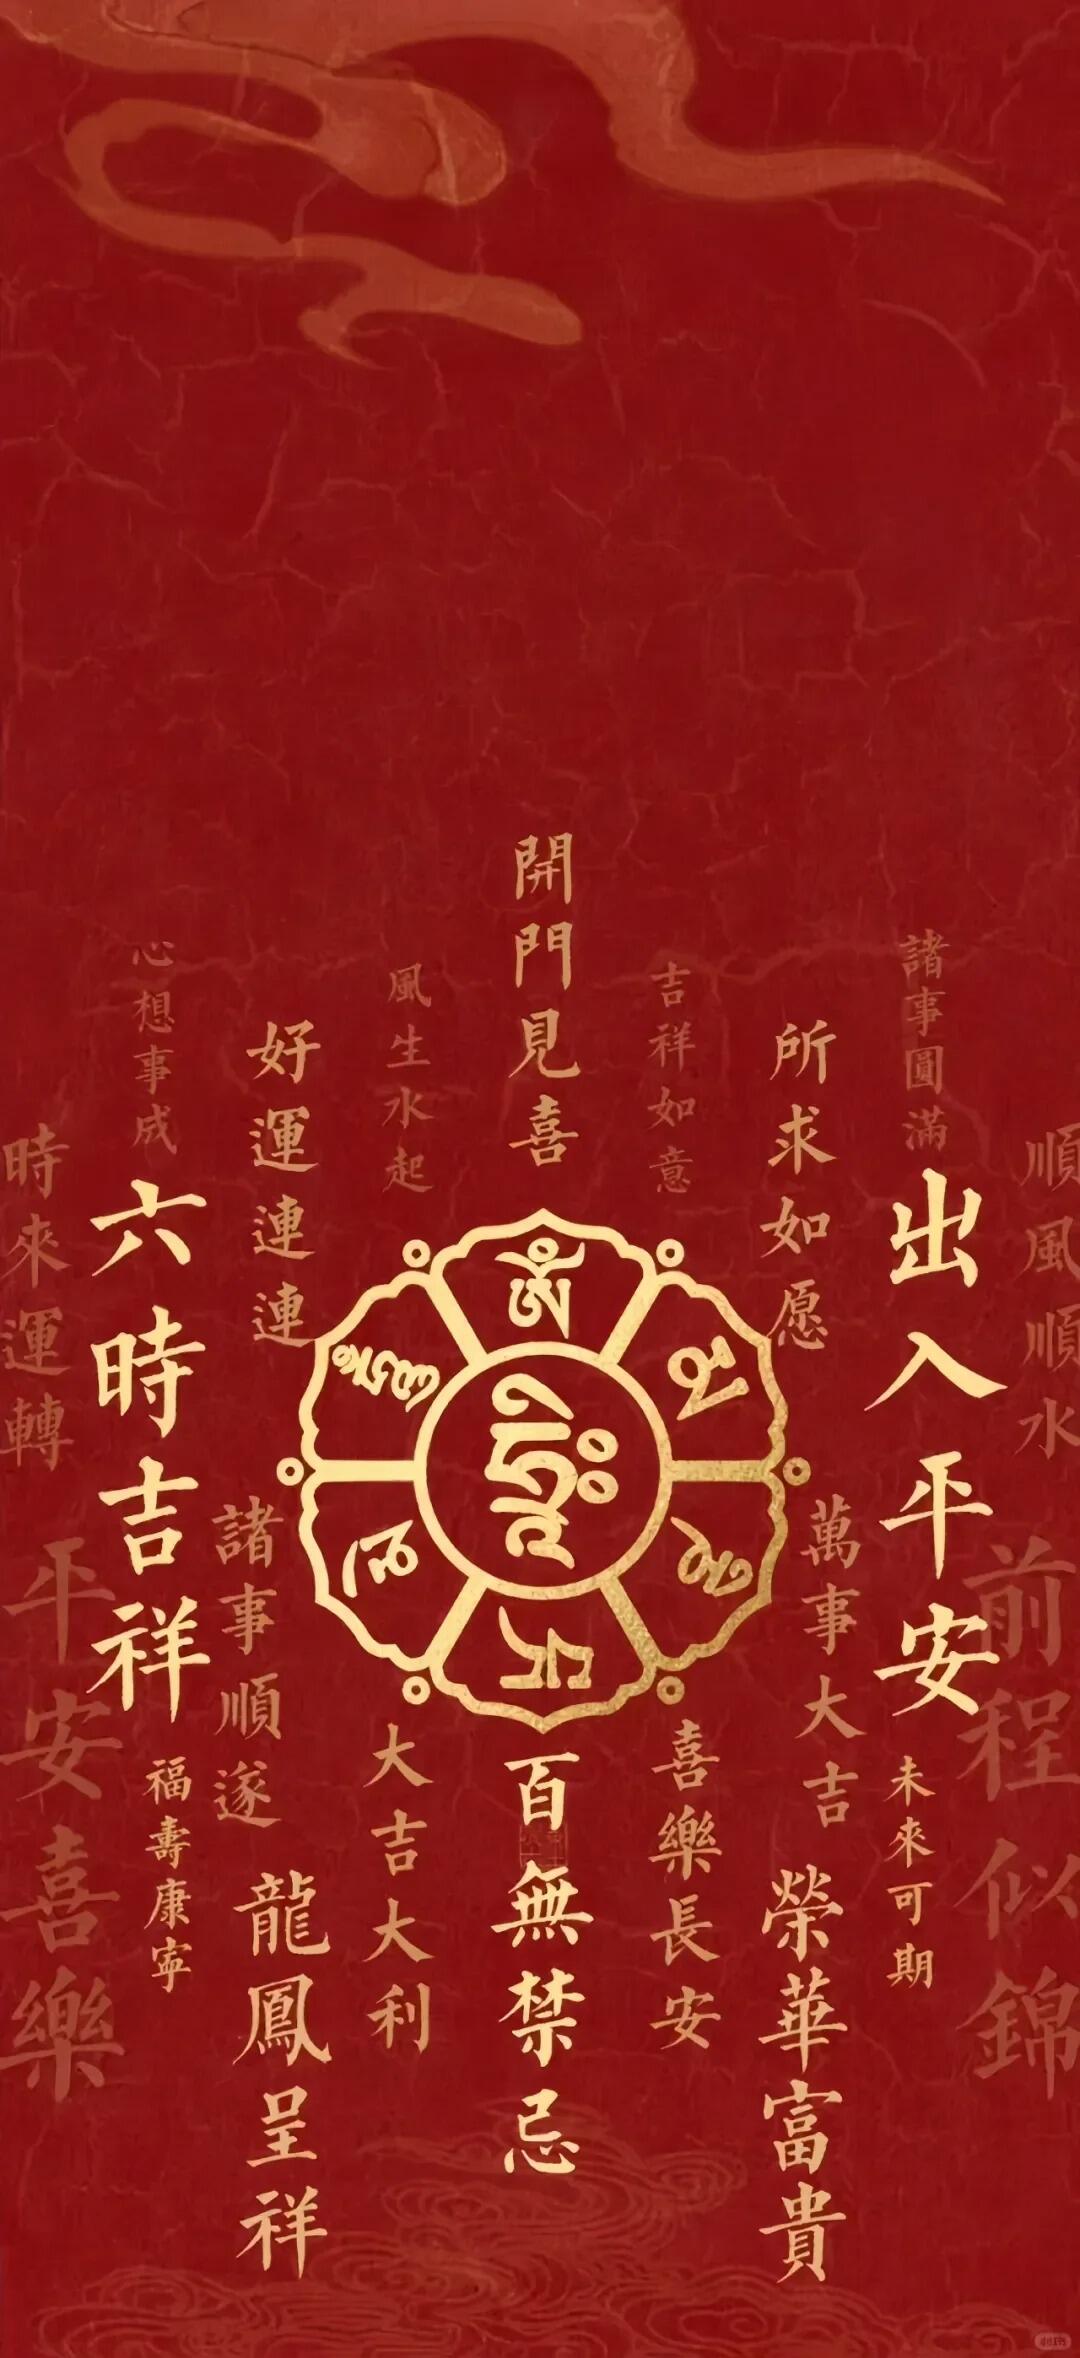 開門見喜
心想事成
風生水起
吉祥如意
諸事圓滿
好運連連
所求如愿
時來運轉
六時吉祥
出入平安
順風順水
諸事順遂
萬事大吉
平安喜樂
前程似錦
福壽康寧
大吉大利
百無禁忌
喜樂長安
未來可期
龍鳳呈祥
榮華富貴